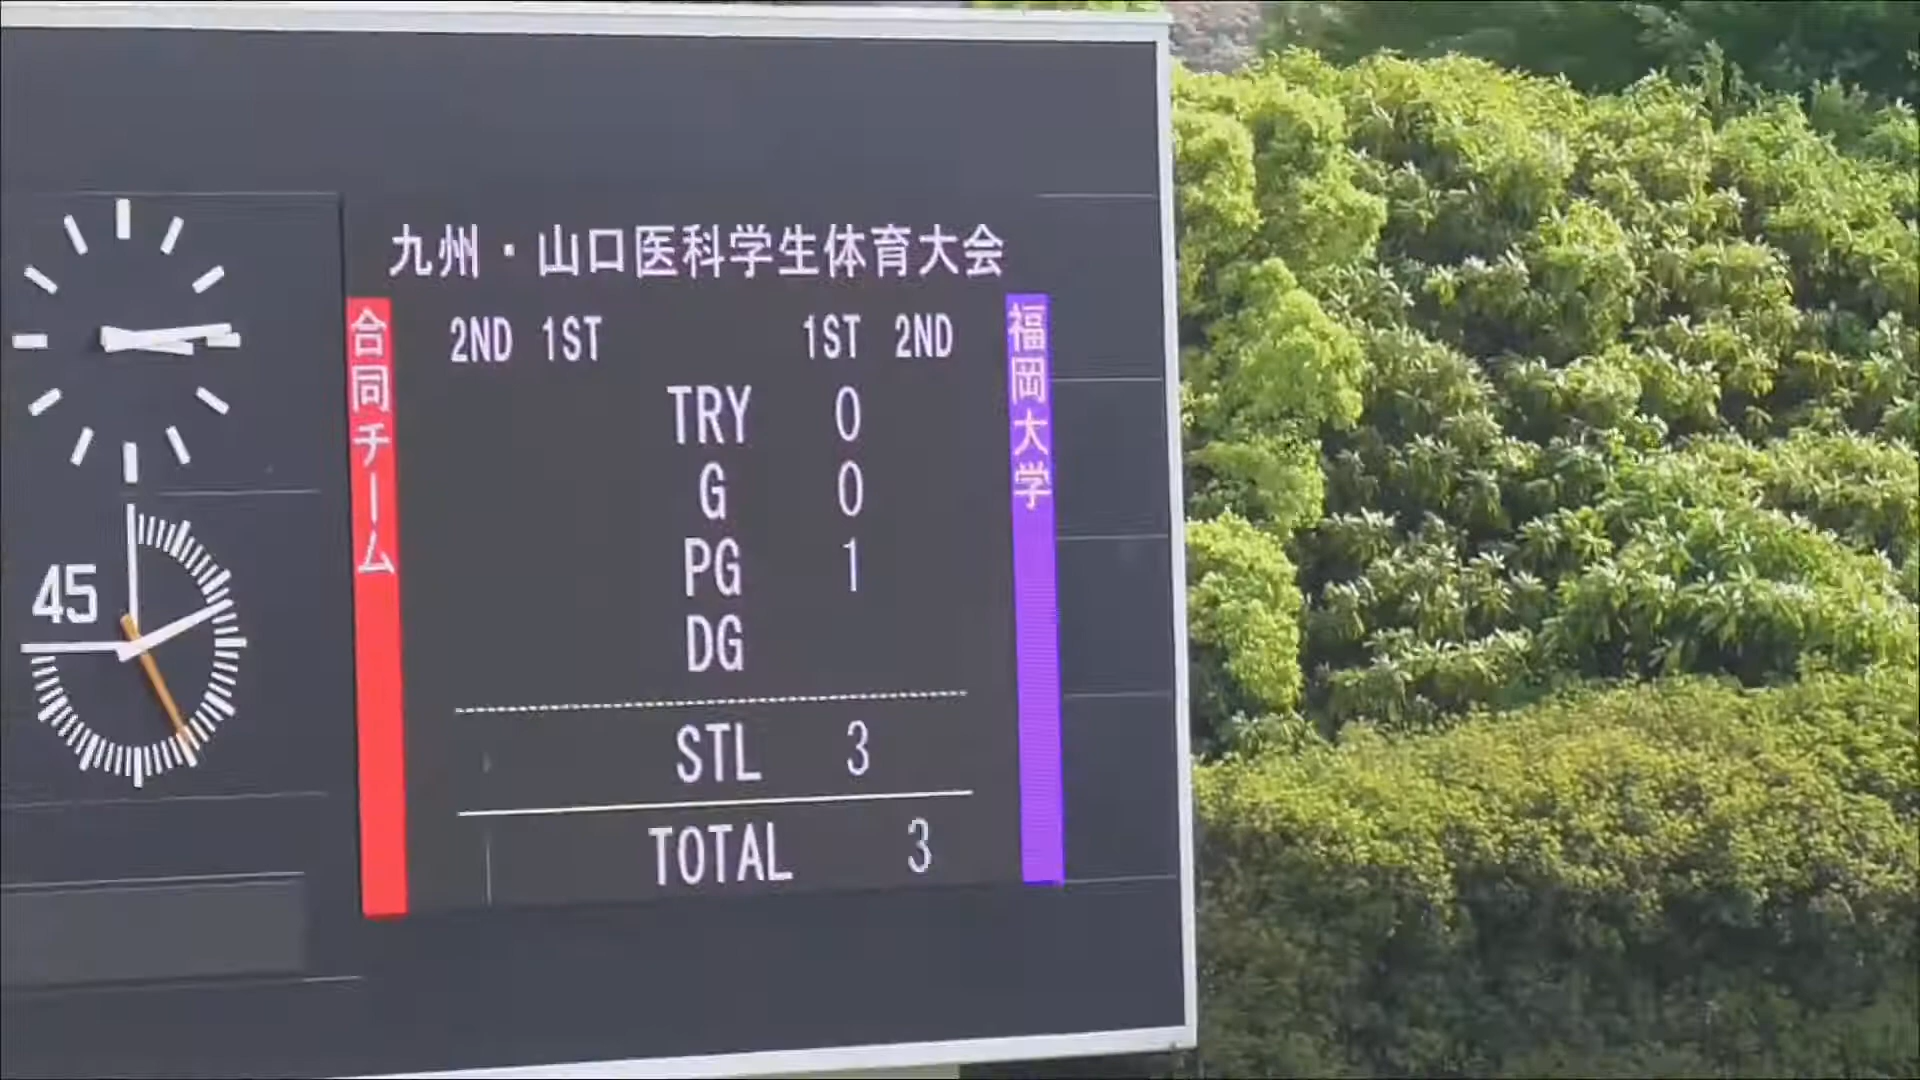 九州・山口医科学生体育大会
合同チーム
福岡大学
2ND 1ST 1ST 2ND
TRY 0
G 0
PG 1
DG
STL 3
TOTAL 3
45